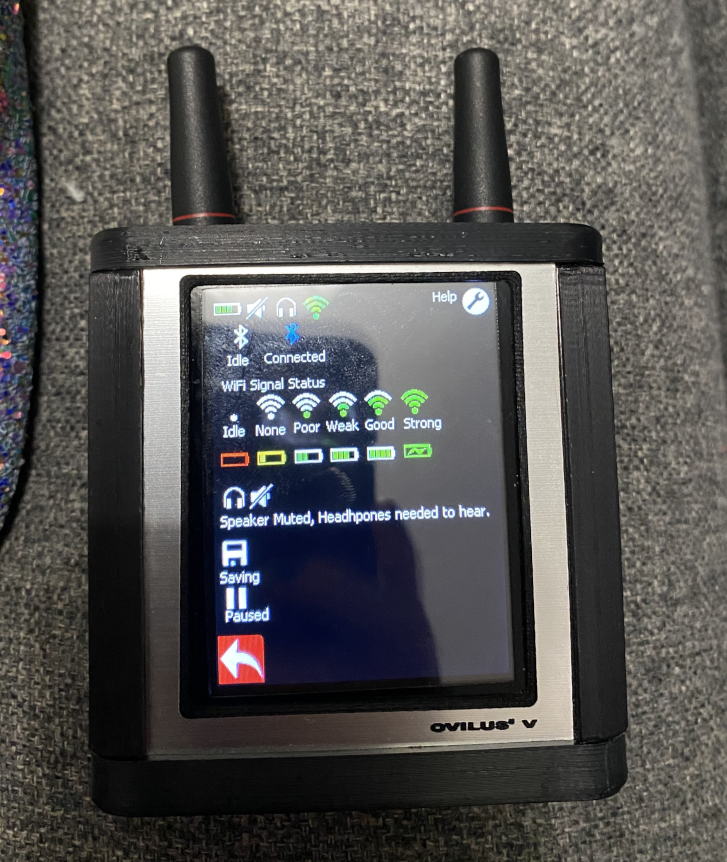 Help
Idle Connected
WiFi Signal Status
Idle None Poor Weak Good Strong
Speaker Muted, Headhpones needed to hear.
Saving
Paused
OVILUS' V